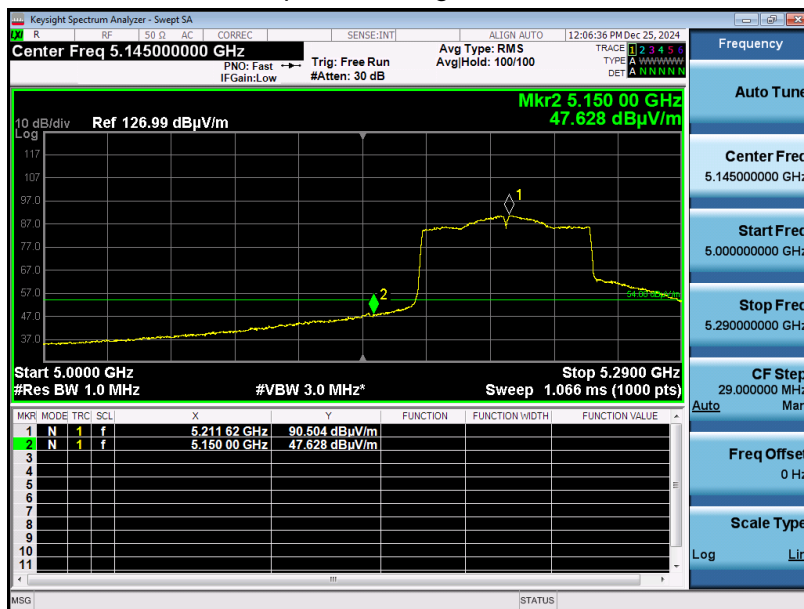 Keysight Spectrum Analyzer - Swept SA
LXI R RF 50 Ω AC CORREC SENSE:INT ALIGN AUTO 12:06:36 PM Dec 25, 2024
Center Freq 5.145000000 GHz
PNO: Fast
IFGain:Low
Trig: Free Run
#Atten: 30 dB
Avg Type: RMS
Avg|Hold: 100/100
TRACE 1 2 3 4 5 6
TYPE A WWWWW
DET A N N N N N
Mkr2 5.150 00 GHz
47.628 dBµV/m
10 dB/div Ref 126.99 dBµV/m
Log
117
107
97.0
87.0
77.0
67.0
57.0
47.0
37.0
1
2
54.00 dBµV/m
Start 5.0000 GHz Stop 5.2900 GHz
#Res BW 1.0 MHz #VBW 3.0 MHz* Sweep 1.066 ms (1000 pts)
MKR MODE TRC SCL X Y FUNCTION FUNCTION WIDTH FUNCTION VALUE
1 N 1 f 5.211 62 GHz 90.504 dBµV/m
2 N 1 f 5.150 00 GHz 47.628 dBµV/m
3
4
5
6
7
8
9
10
11
MSG STATUS
Frequency
Auto Tune
Center Freq
5.145000000 GHz
Start Freq
5.000000000 GHz
Stop Freq
5.290000000 GHz
CF Step
29.000000 MHz
Auto Man
Freq Offset
0 Hz
Scale Type
Log Lin